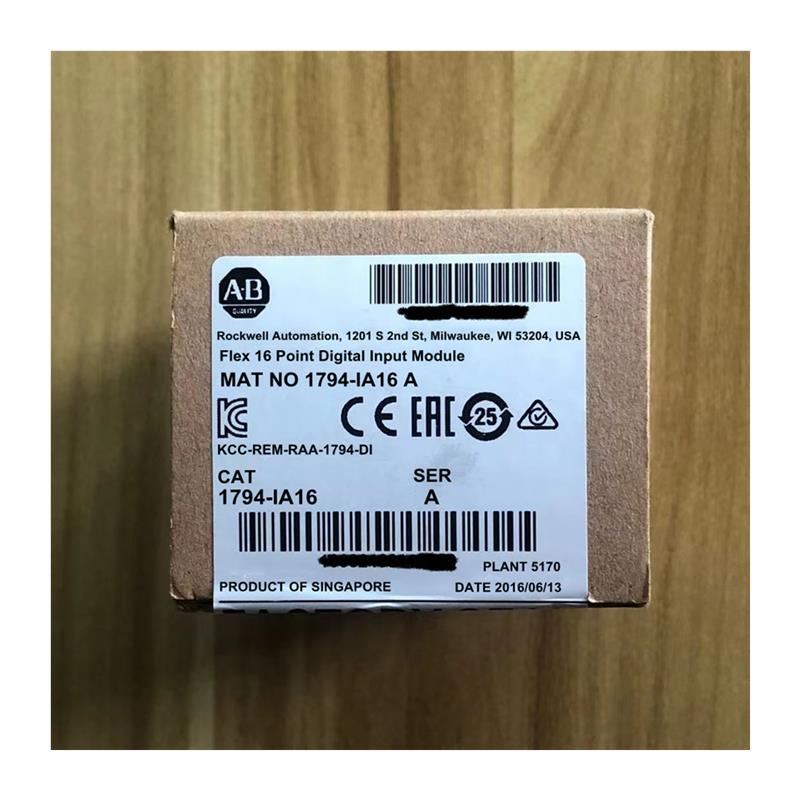 A-B
QUALITY
Rockwell Automation, 1201 S 2nd St, Milwaukee, WI 53204, USA
Flex 16 Point Digital Input Module
MAT NO 1794-IA16 A
KC CE EAC 25
KCC-REM-RAA-1794-DI
CAT SER
1794-IA16 A
PLANT 5170
PRODUCT OF SINGAPORE DATE 2016/06/13